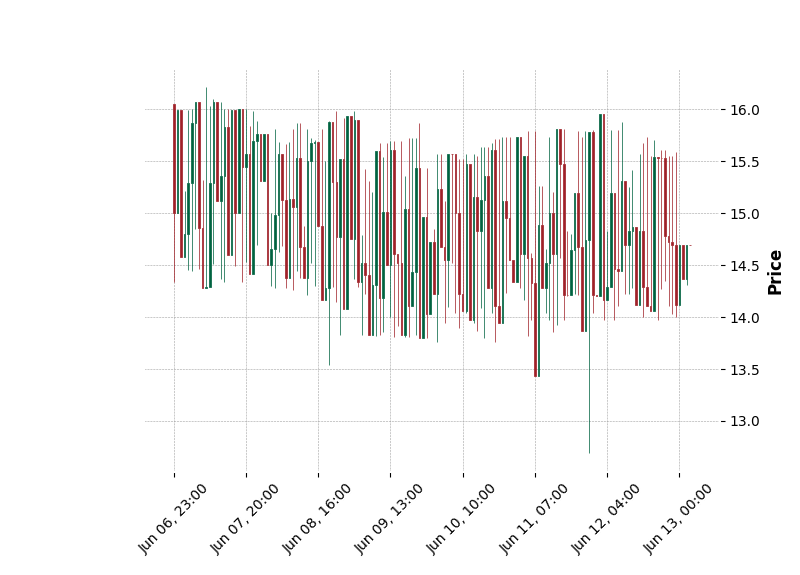 16.0
15.5
15.0
14.5
14.0
13.5
13.0
Price
Jun 06, 23:00
Jun 07, 20:00
Jun 08, 16:00
Jun 09, 13:00
Jun 10, 10:00
Jun 11, 07:00
Jun 12, 04:00
Jun 13, 00:00